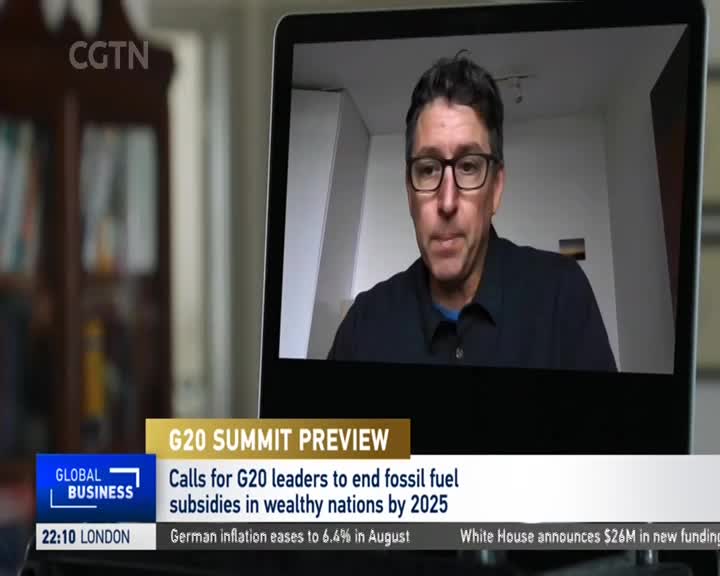 CGTN
G20 SUMMIT PREVIEW
GLOBAL
BUSINESS
Calls for G20 leaders to end fossil fuel
subsidies in wealthy nations by 2025
22:10 LONDON
German inflation eases to 6.4% in August
White House announces $26M in new funding